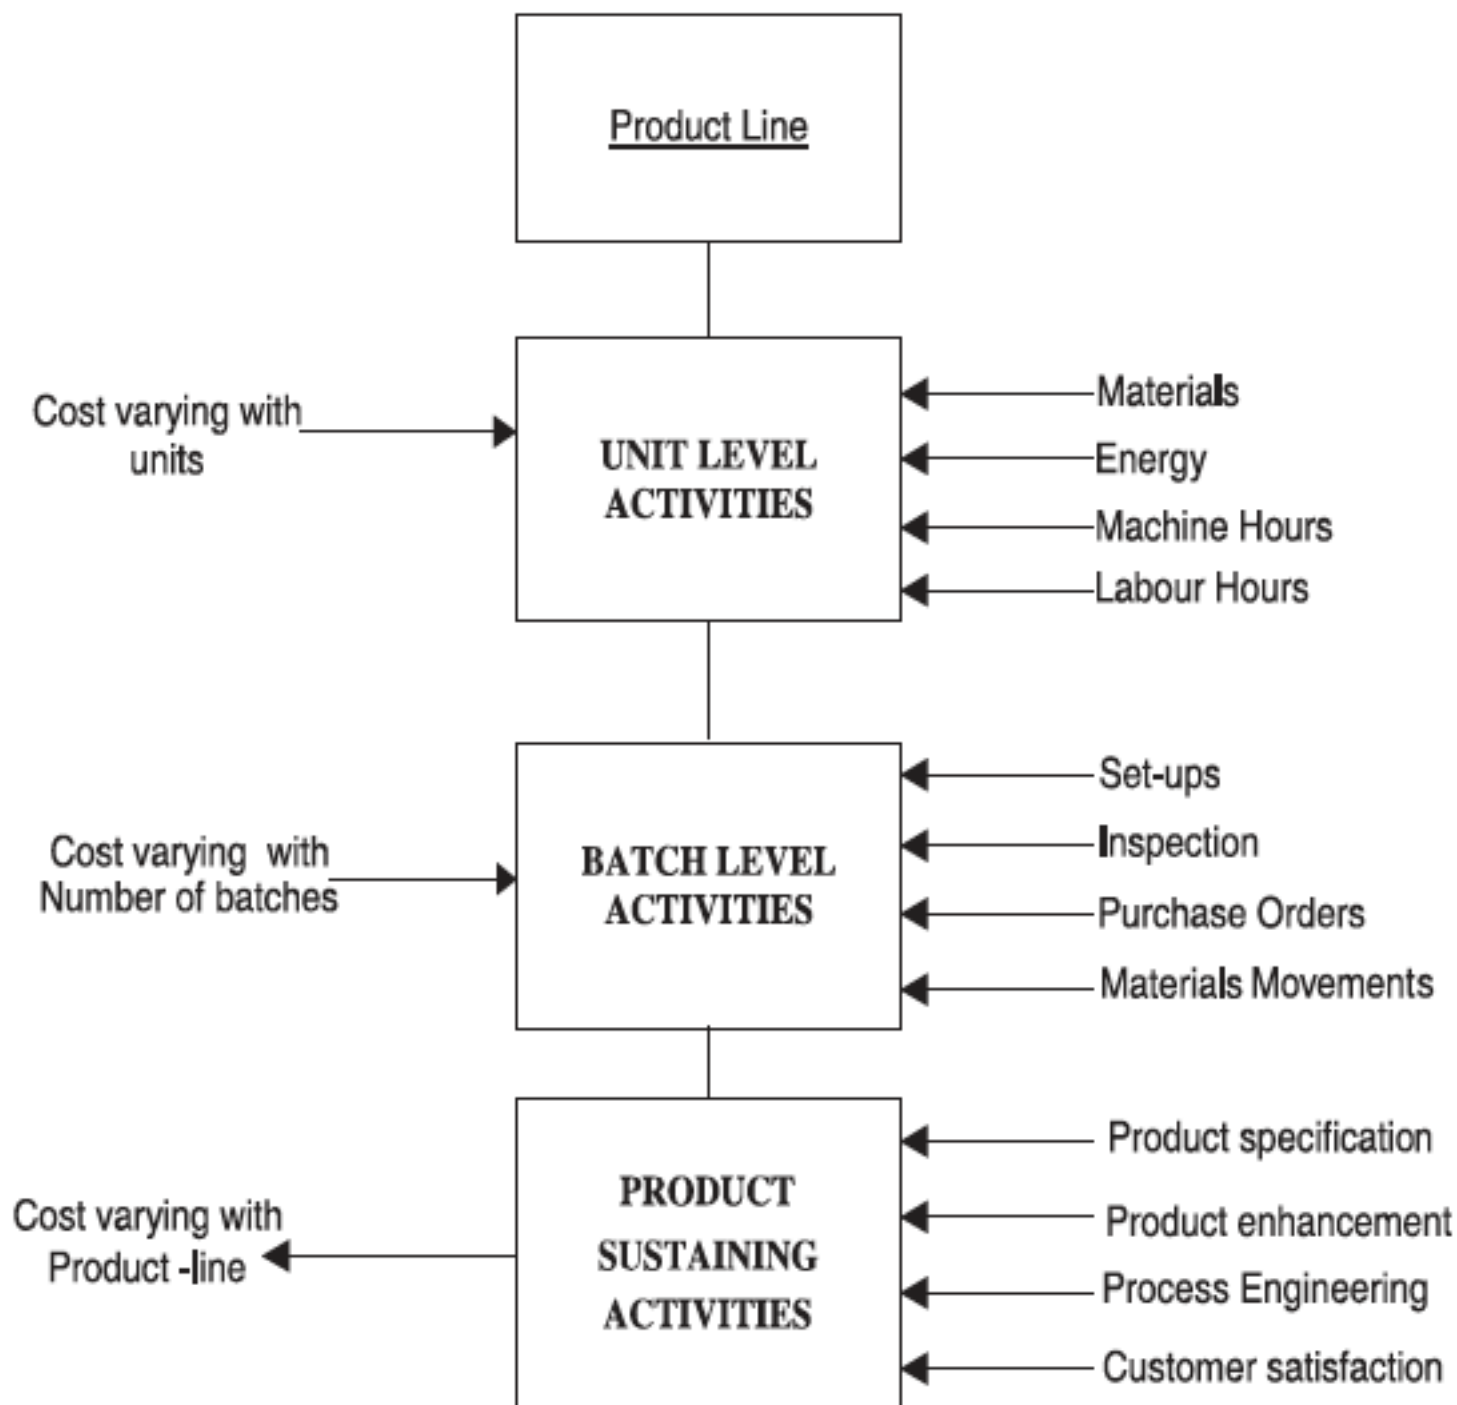 Product Line
Cost varying with
units
UNIT LEVEL
ACTIVITIES
Materials
Energy
Machine Hours
Labour Hours
Cost varying with
Number of batches
BATCH LEVEL
ACTIVITIES
Set-ups
Inspection
Purchase Orders
Materials Movements
Cost varying with
Product -line
PRODUCT
SUSTAINING
ACTIVITIES
Product specification
Product enhancement
Process Engineering
Customer satisfaction